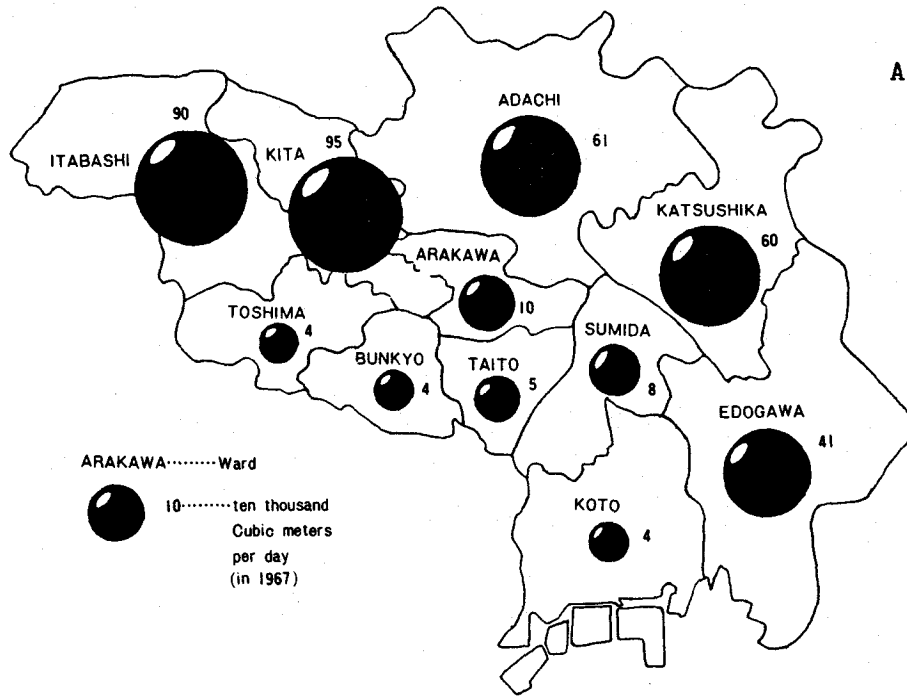 A
ADACHI
61
90
ITABASHI
KITA
95
KATSUSHIKA
60
ARAKAWA
10
TOSHIMA
4
SUMIDA
8
BUNKYO
4
TAITO
5
EDOGAWA
41
KOTO
4
ARAKAWA········Ward
10········ten thousand
Cubic meters
per day
(in 1967)